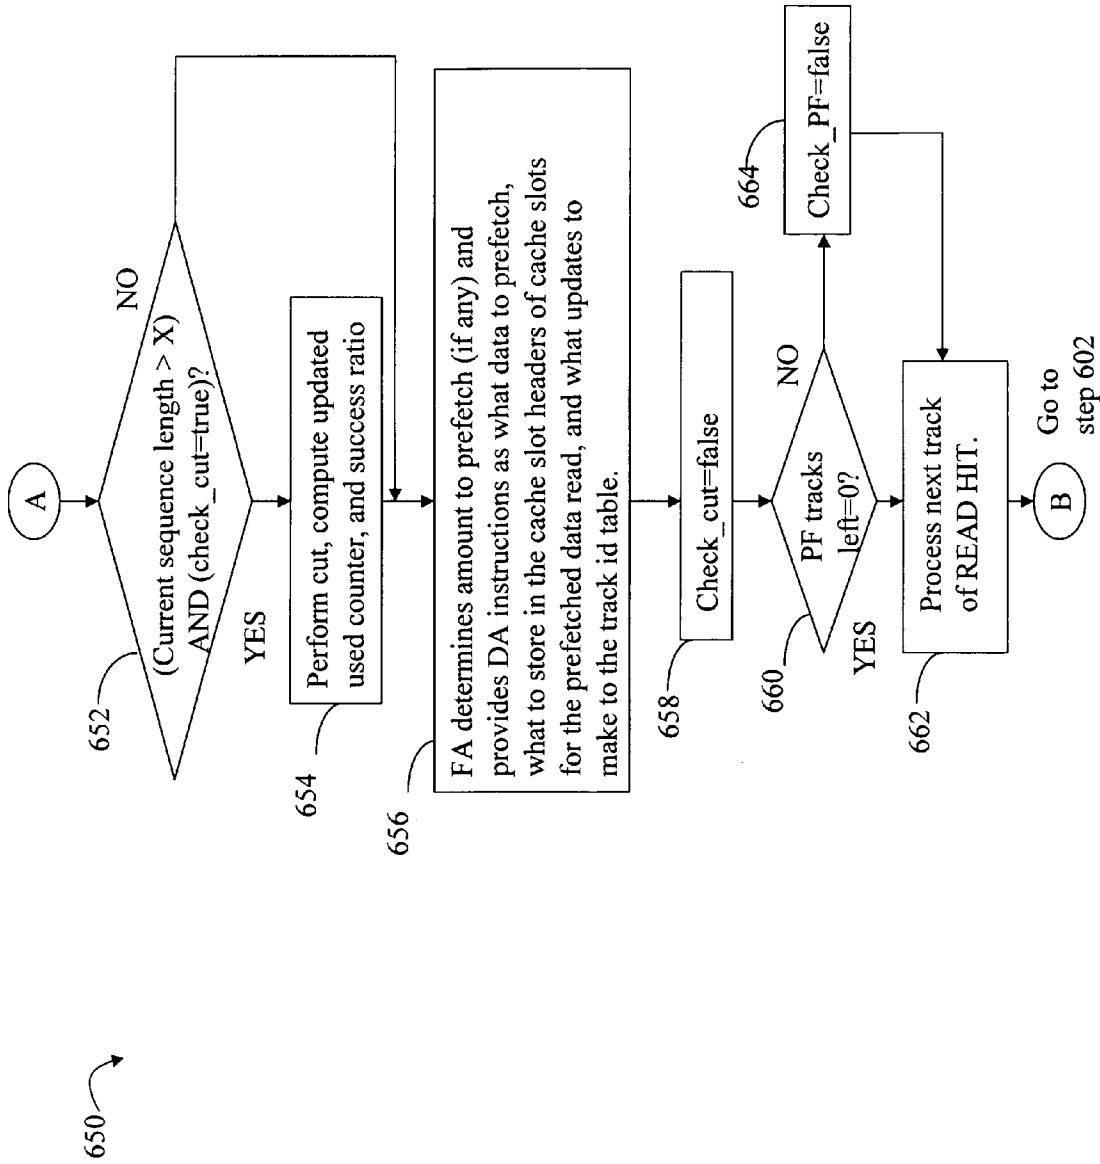 650
A
652
(Current sequence length > X)
AND (check_cut=true)?
NO
YES
654
Perform cut, compute updated
used counter, and success ratio
656
FA determines amount to prefetch (if any) and
provides DA instructions as what data to prefetch,
what to store in the cache slot headers of cache slots
for the prefetched data read, and what updates to
make to the track id table.
658
Check_cut=false
660
PF tracks
left=0?
NO
YES
664
Check_PF=false
662
Process next track
of READ HIT.
B
Go to
step 602